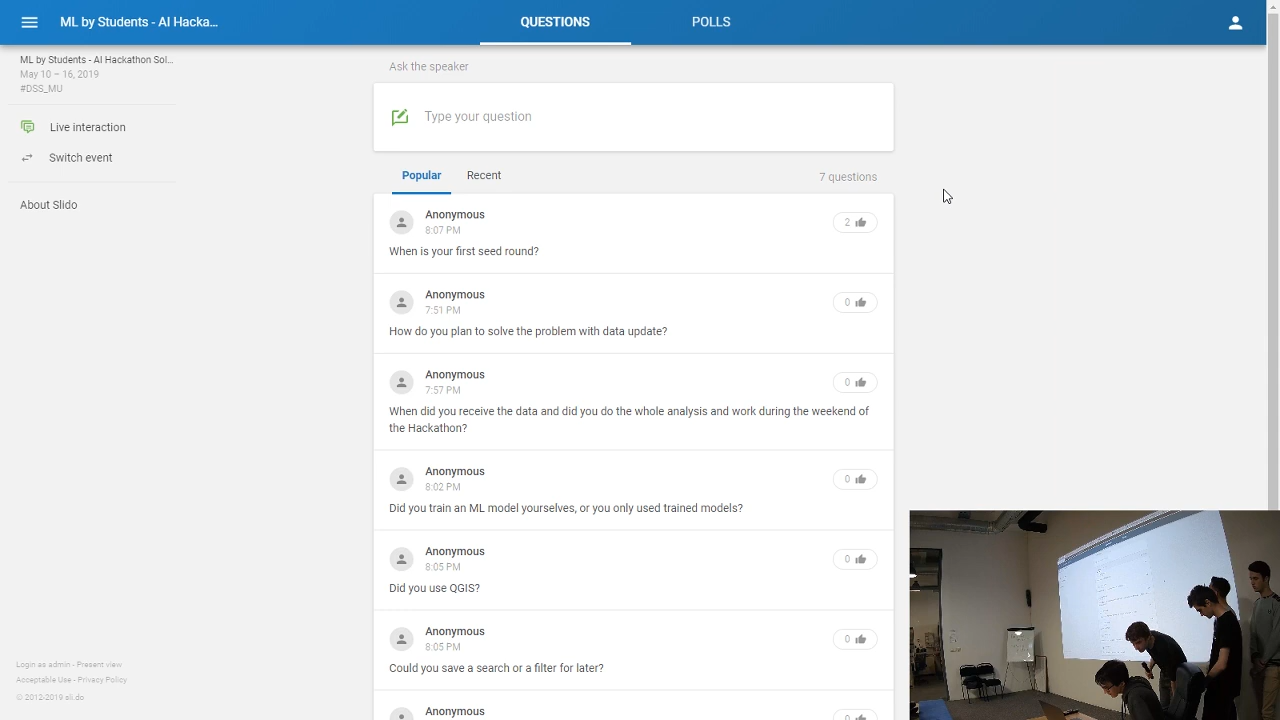 ML by Students - AI Hacka...
QUESTIONS
POLLS
ML by Students - AI Hackathon Sol...
May 10 – 16, 2019
#DSS_MU
Live interaction
Switch event
About Slido
Login as admin - Present view
Acceptable Use - Privacy Policy
© 2012-2019 sli.do
Ask the speaker
Type your question
Popular
Recent
7 questions
Anonymous
8:07 PM
2
When is your first seed round?
Anonymous
7:51 PM
0
How do you plan to solve the problem with data update?
Anonymous
7:57 PM
0
When did you receive the data and did you do the whole analysis and work during the weekend of
the Hackathon?
Anonymous
8:02 PM
0
Did you train an ML model yourselves, or you only used trained models?
Anonymous
8:05 PM
0
Did you use QGIS?
Anonymous
8:05 PM
0
Could you save a search or a filter for later?
Anonymous
0